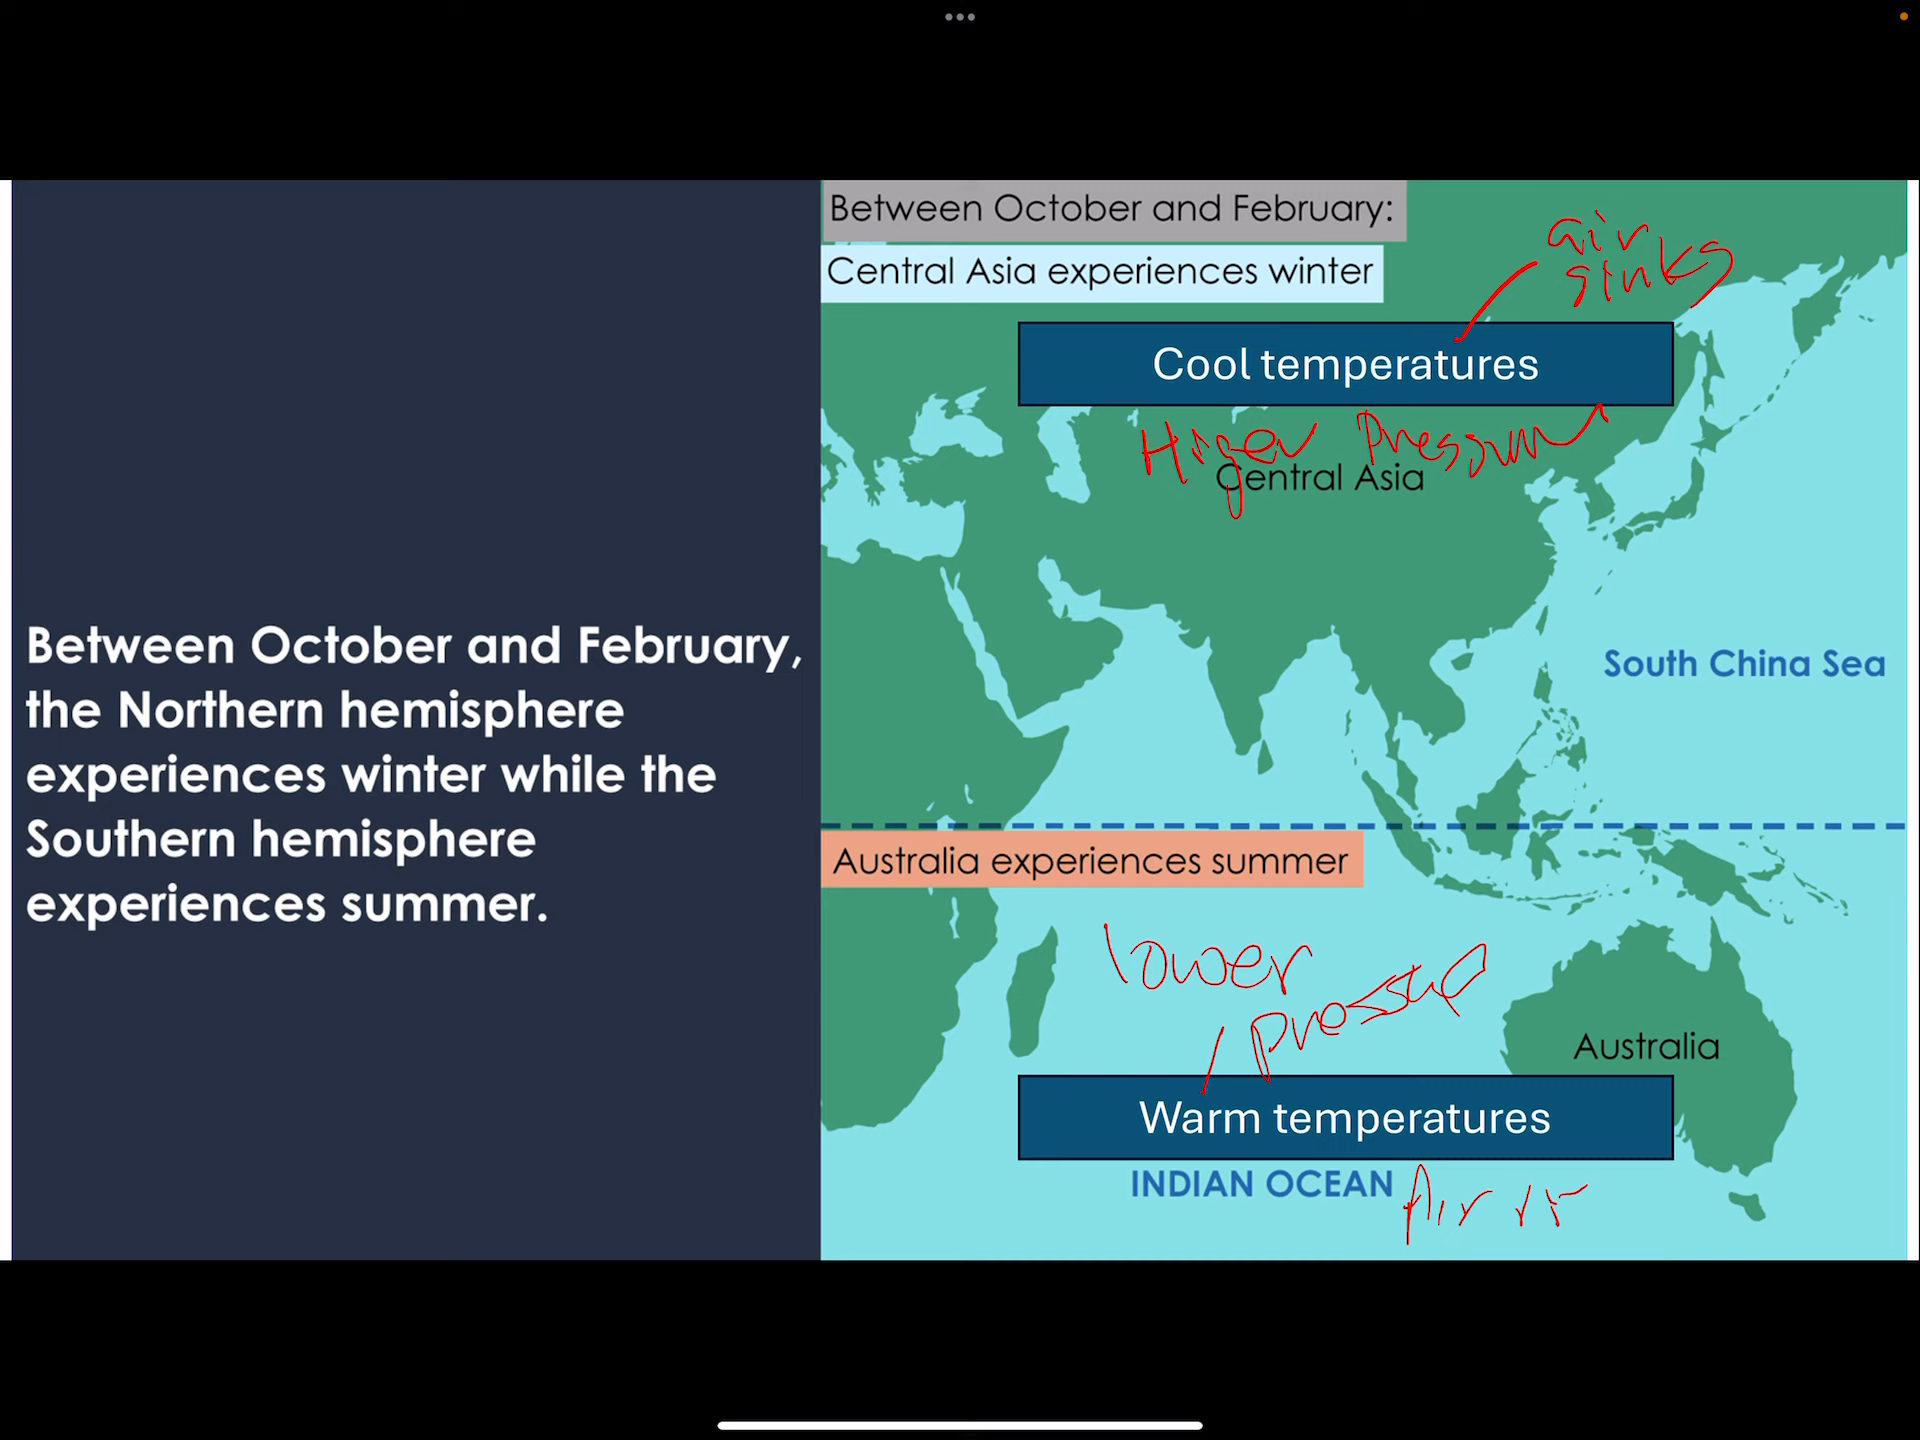 Between October and February:
Central Asia experiences winter
air
sinks
Cool temperatures
Higer Pressure
Central Asia
Between October and February,
the Northern hemisphere
experiences winter while the
Southern hemisphere
experiences summer.
South China Sea
Australia experiences summer
lower
pressure
Australia
Warm temperatures
INDIAN OCEAN
Air